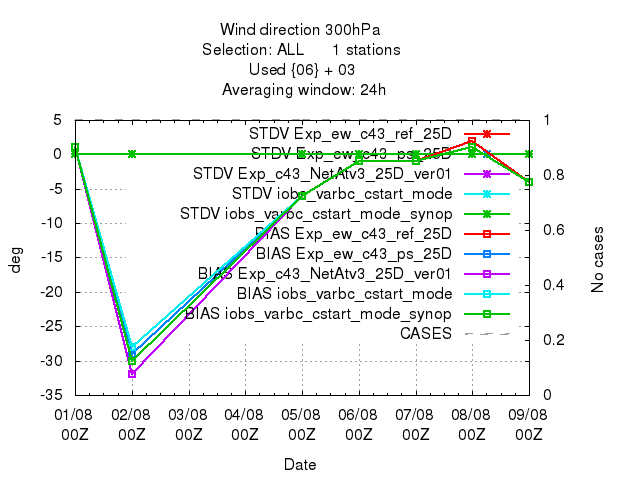 Wind direction 300hPa
Selection: ALL 1 stations
Used {06} + 03
Averaging window: 24h
STDV Exp_ew_c43_ref_25D
STDV Exp_ew_c43_ps_25D
STDV Exp_c43_NetAtv3_25D_ver01
STDV iobs_varbc_cstart_mode
STDV iobs_varbc_cstart_mode_synop
BIAS Exp_ew_c43_ref_25D
BIAS Exp_ew_c43_ps_25D
BIAS Exp_c43_NetAtv3_25D_ver01
BIAS iobs_varbc_cstart_mode
BIAS iobs_varbc_cstart_mode_synop
CASES
deg
5
0
-5
-10
-15
-20
-25
-30
-35
No cases
1
0.8
0.6
0.4
0.2
0
01/08 02/08 03/08 04/08 05/08 06/08 07/08 08/08 09/08
00Z 00Z 00Z 00Z 00Z 00Z 00Z 00Z 00Z
Date